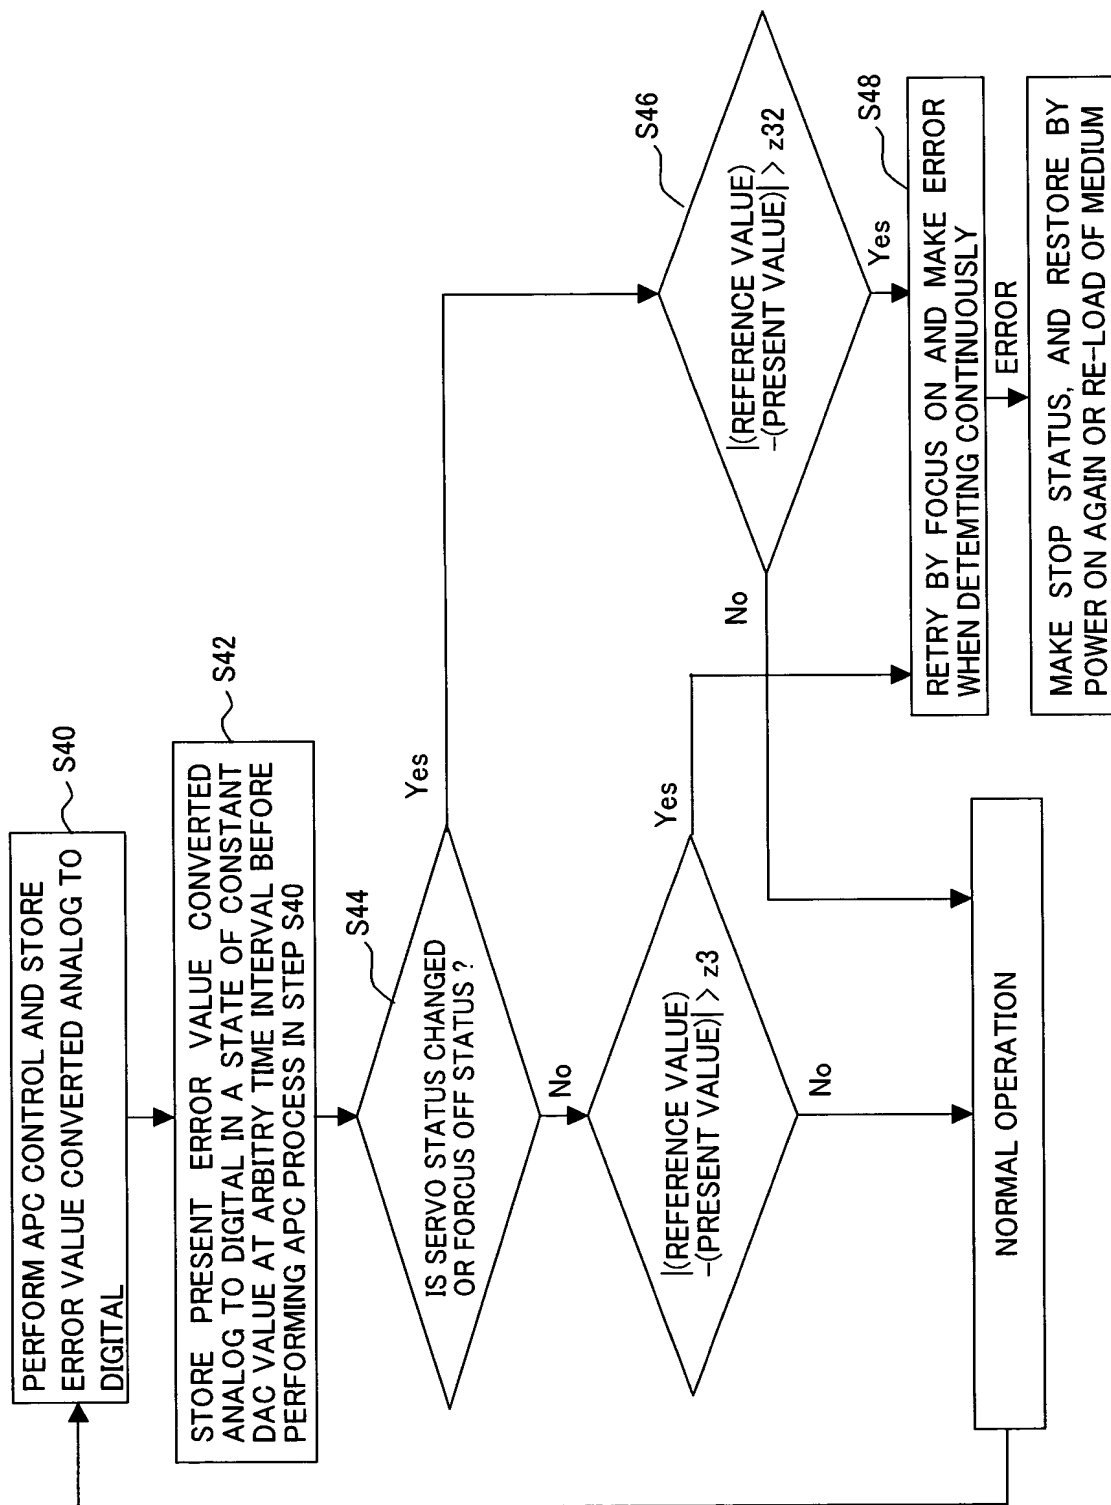 PERFORM APC CONTROL AND STORE
ERROR VALUE CONVERTED ANALOG TO
DIGITAL
S40
STORE PRESENT ERROR VALUE CONVERTED
ANALOG TO DIGITAL IN A STATE OF CONSTANT
DAC VALUE AT ARBITRY TIME INTERVAL BEFORE
PERFORMING APC PROCESS IN STEP S40
S42
IS SERVO STATUS CHANGED
OR FORCUS OFF STATUS ?
S44
Yes
No
|(REFERENCE VALUE)
-(PRESENT VALUE)| > z3
Yes
No
|(REFERENCE VALUE)
-(PRESENT VALUE)| > z32
S46
Yes
No
RETRY BY FOCUS ON AND MAKE ERROR
WHEN DETEMTING CONTINUOUSLY
S48
ERROR
MAKE STOP STATUS, AND RESTORE BY
POWER ON AGAIN OR RE-LOAD OF MEDIUM
NORMAL OPERATION